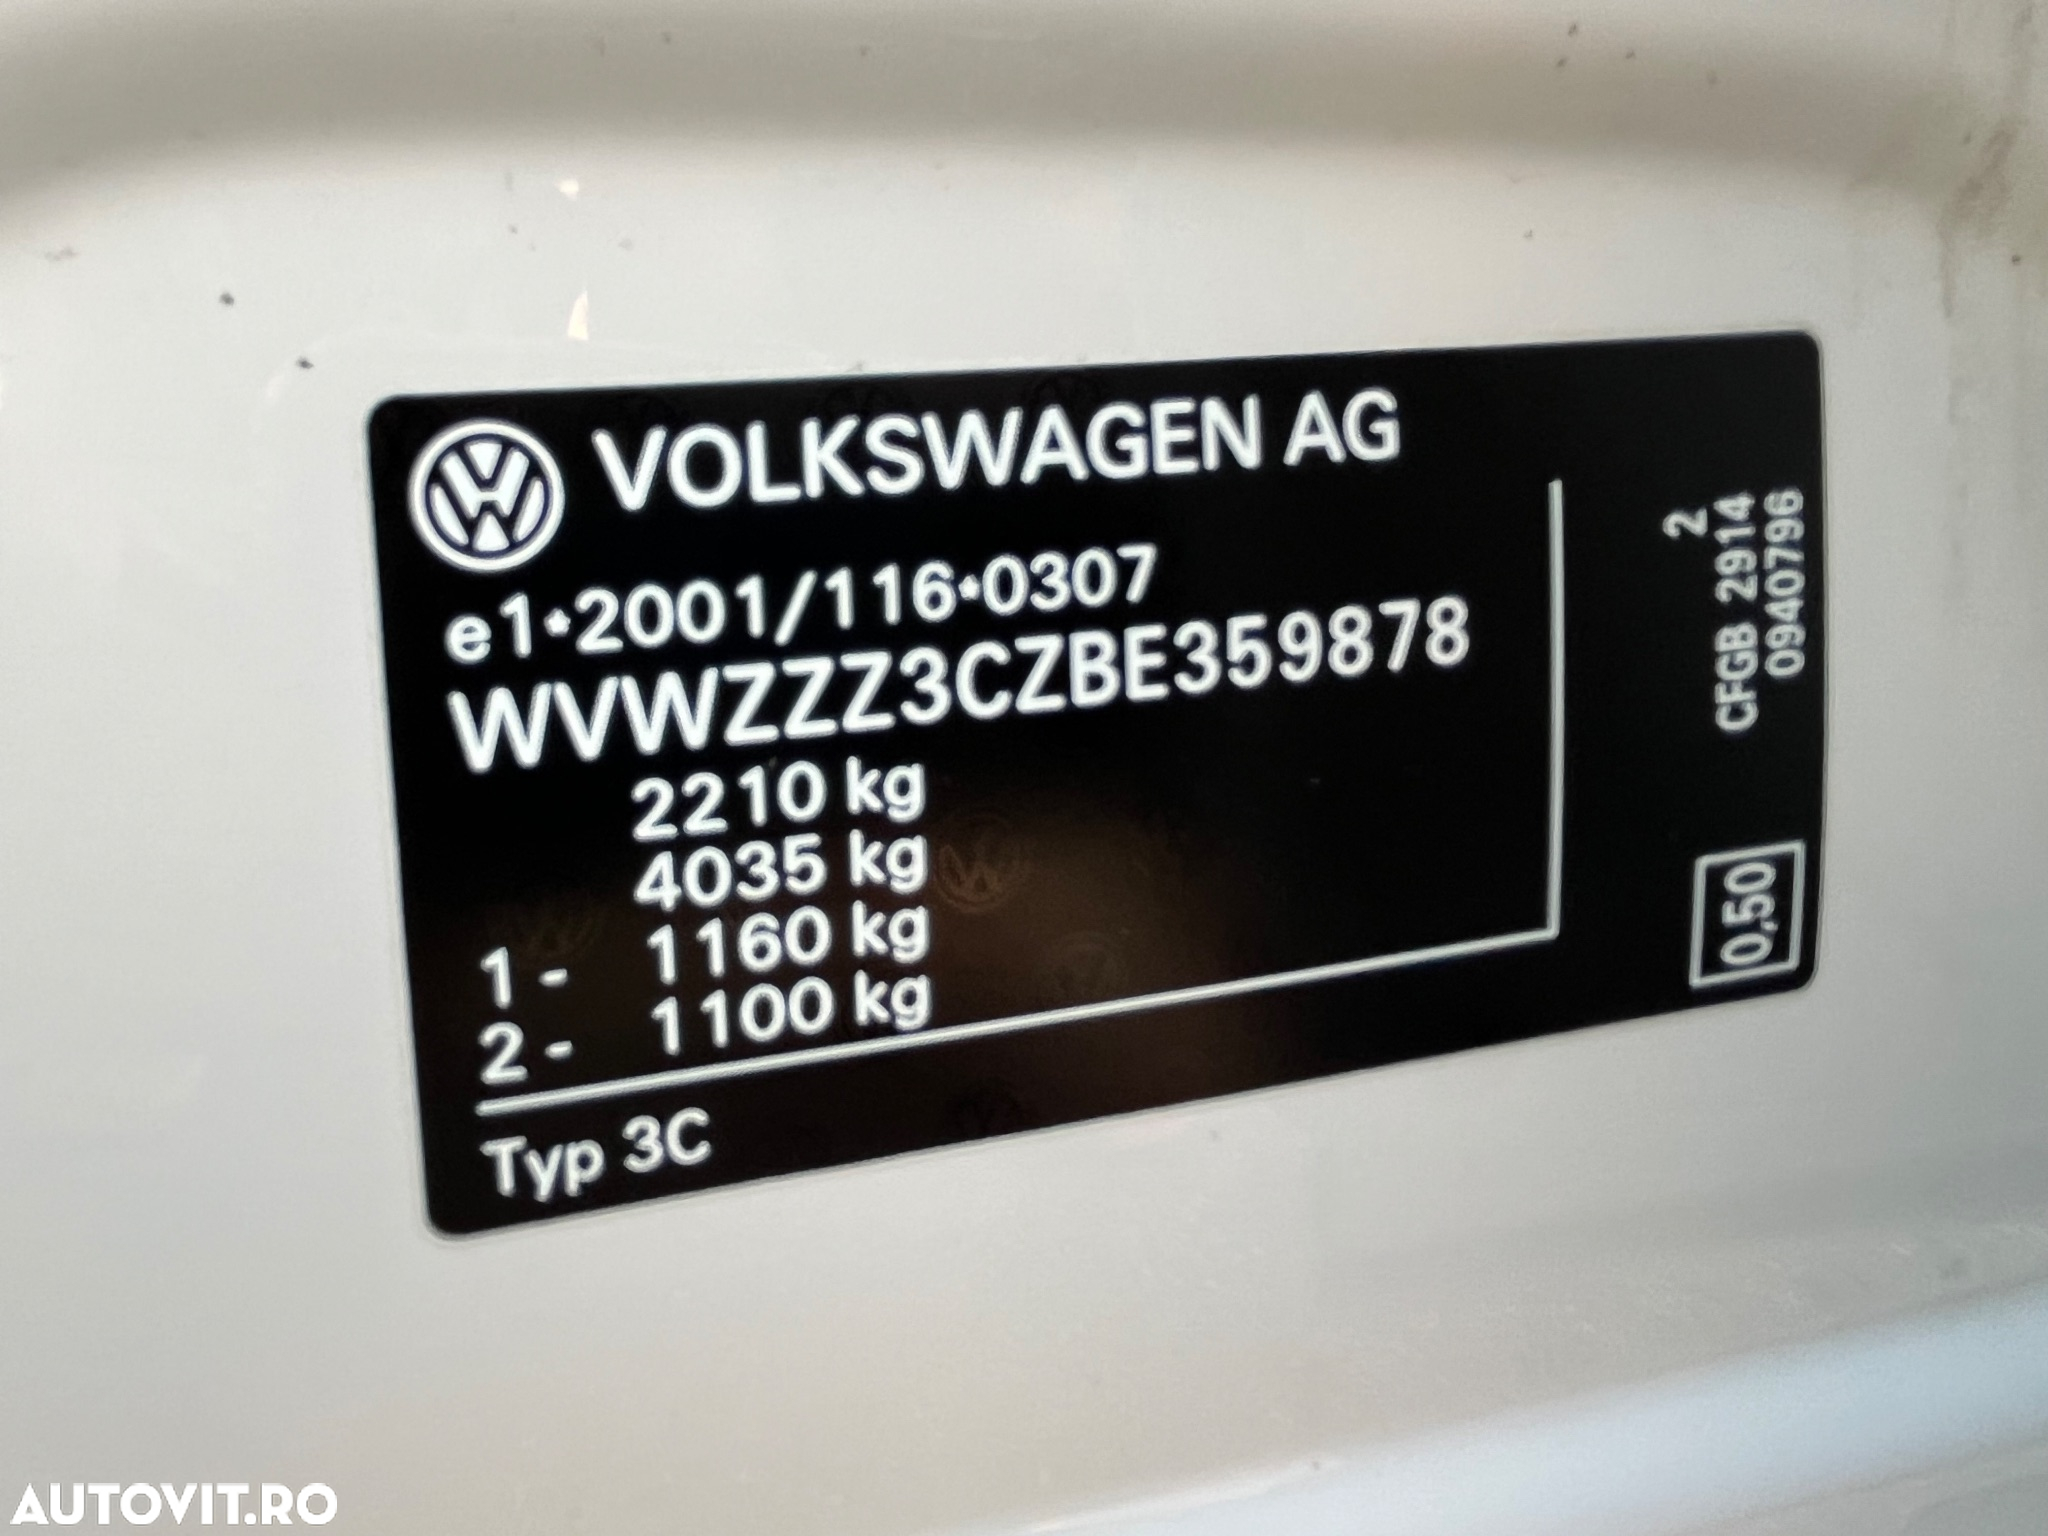 VOLKSWAGEN AG
e1*2001/116*0307
WVWZZZ3CZBE359878
2210 kg
4035 kg
1 - 1160 kg
2 - 1100 kg
Typ 3C
2
CFGB 2914
09407796
0,50
AUTOVIT.RO